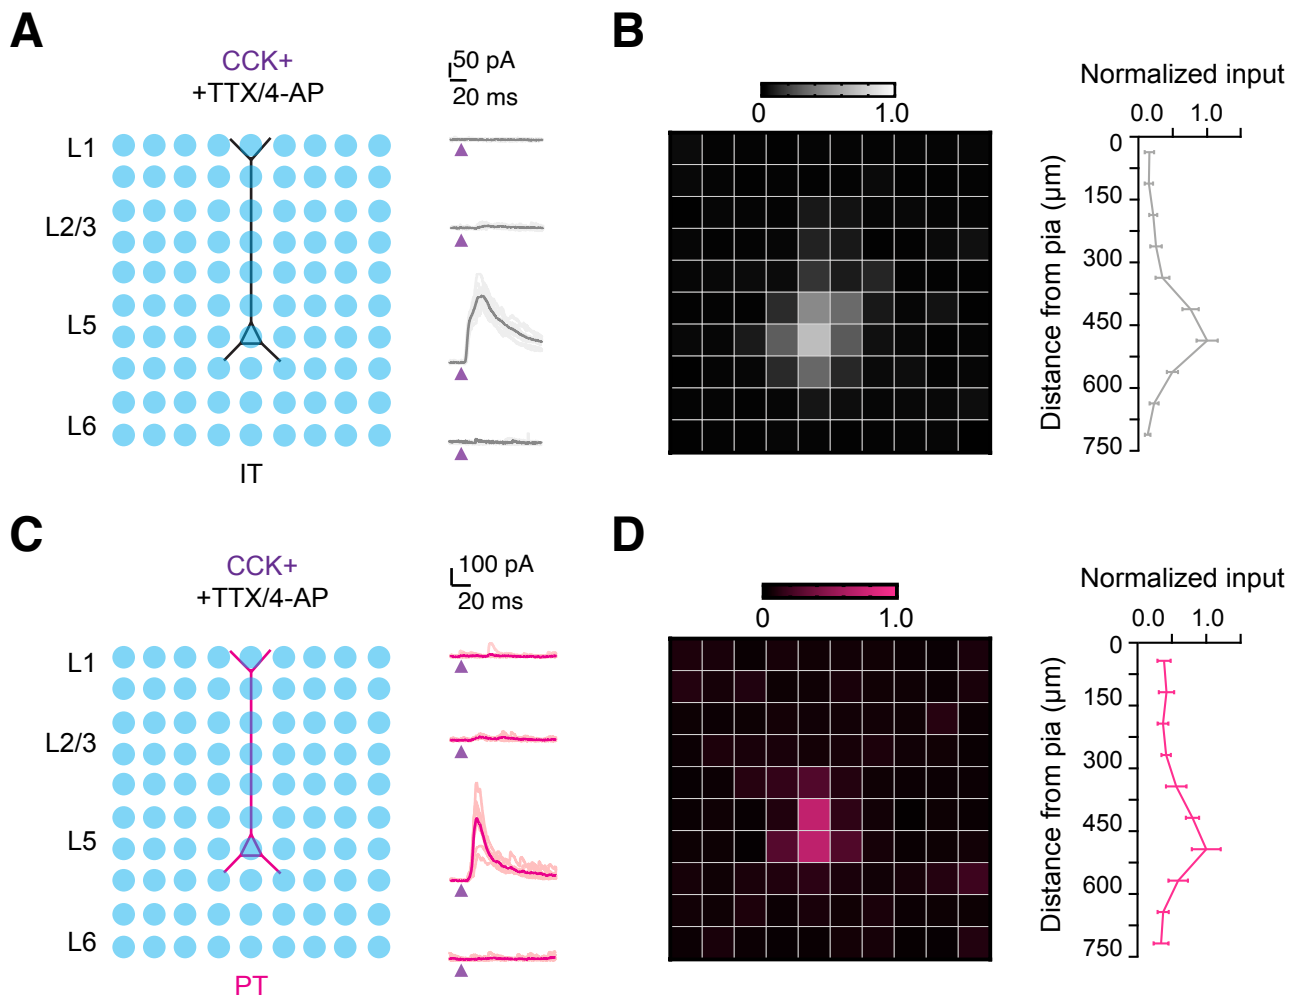 A
CCK+
+TTX/4-AP
50 pA
20 ms
L1
L2/3
L5
L6
IT
B
0
1.0
Normalized input
0.0
1.0
Distance from pia (µm)
0
150
300
450
600
750
C
CCK+
+TTX/4-AP
100 pA
20 ms
L1
L2/3
L5
L6
PT
D
0
1.0
Normalized input
0.0
1.0
Distance from pia (µm)
0
150
300
450
600
750